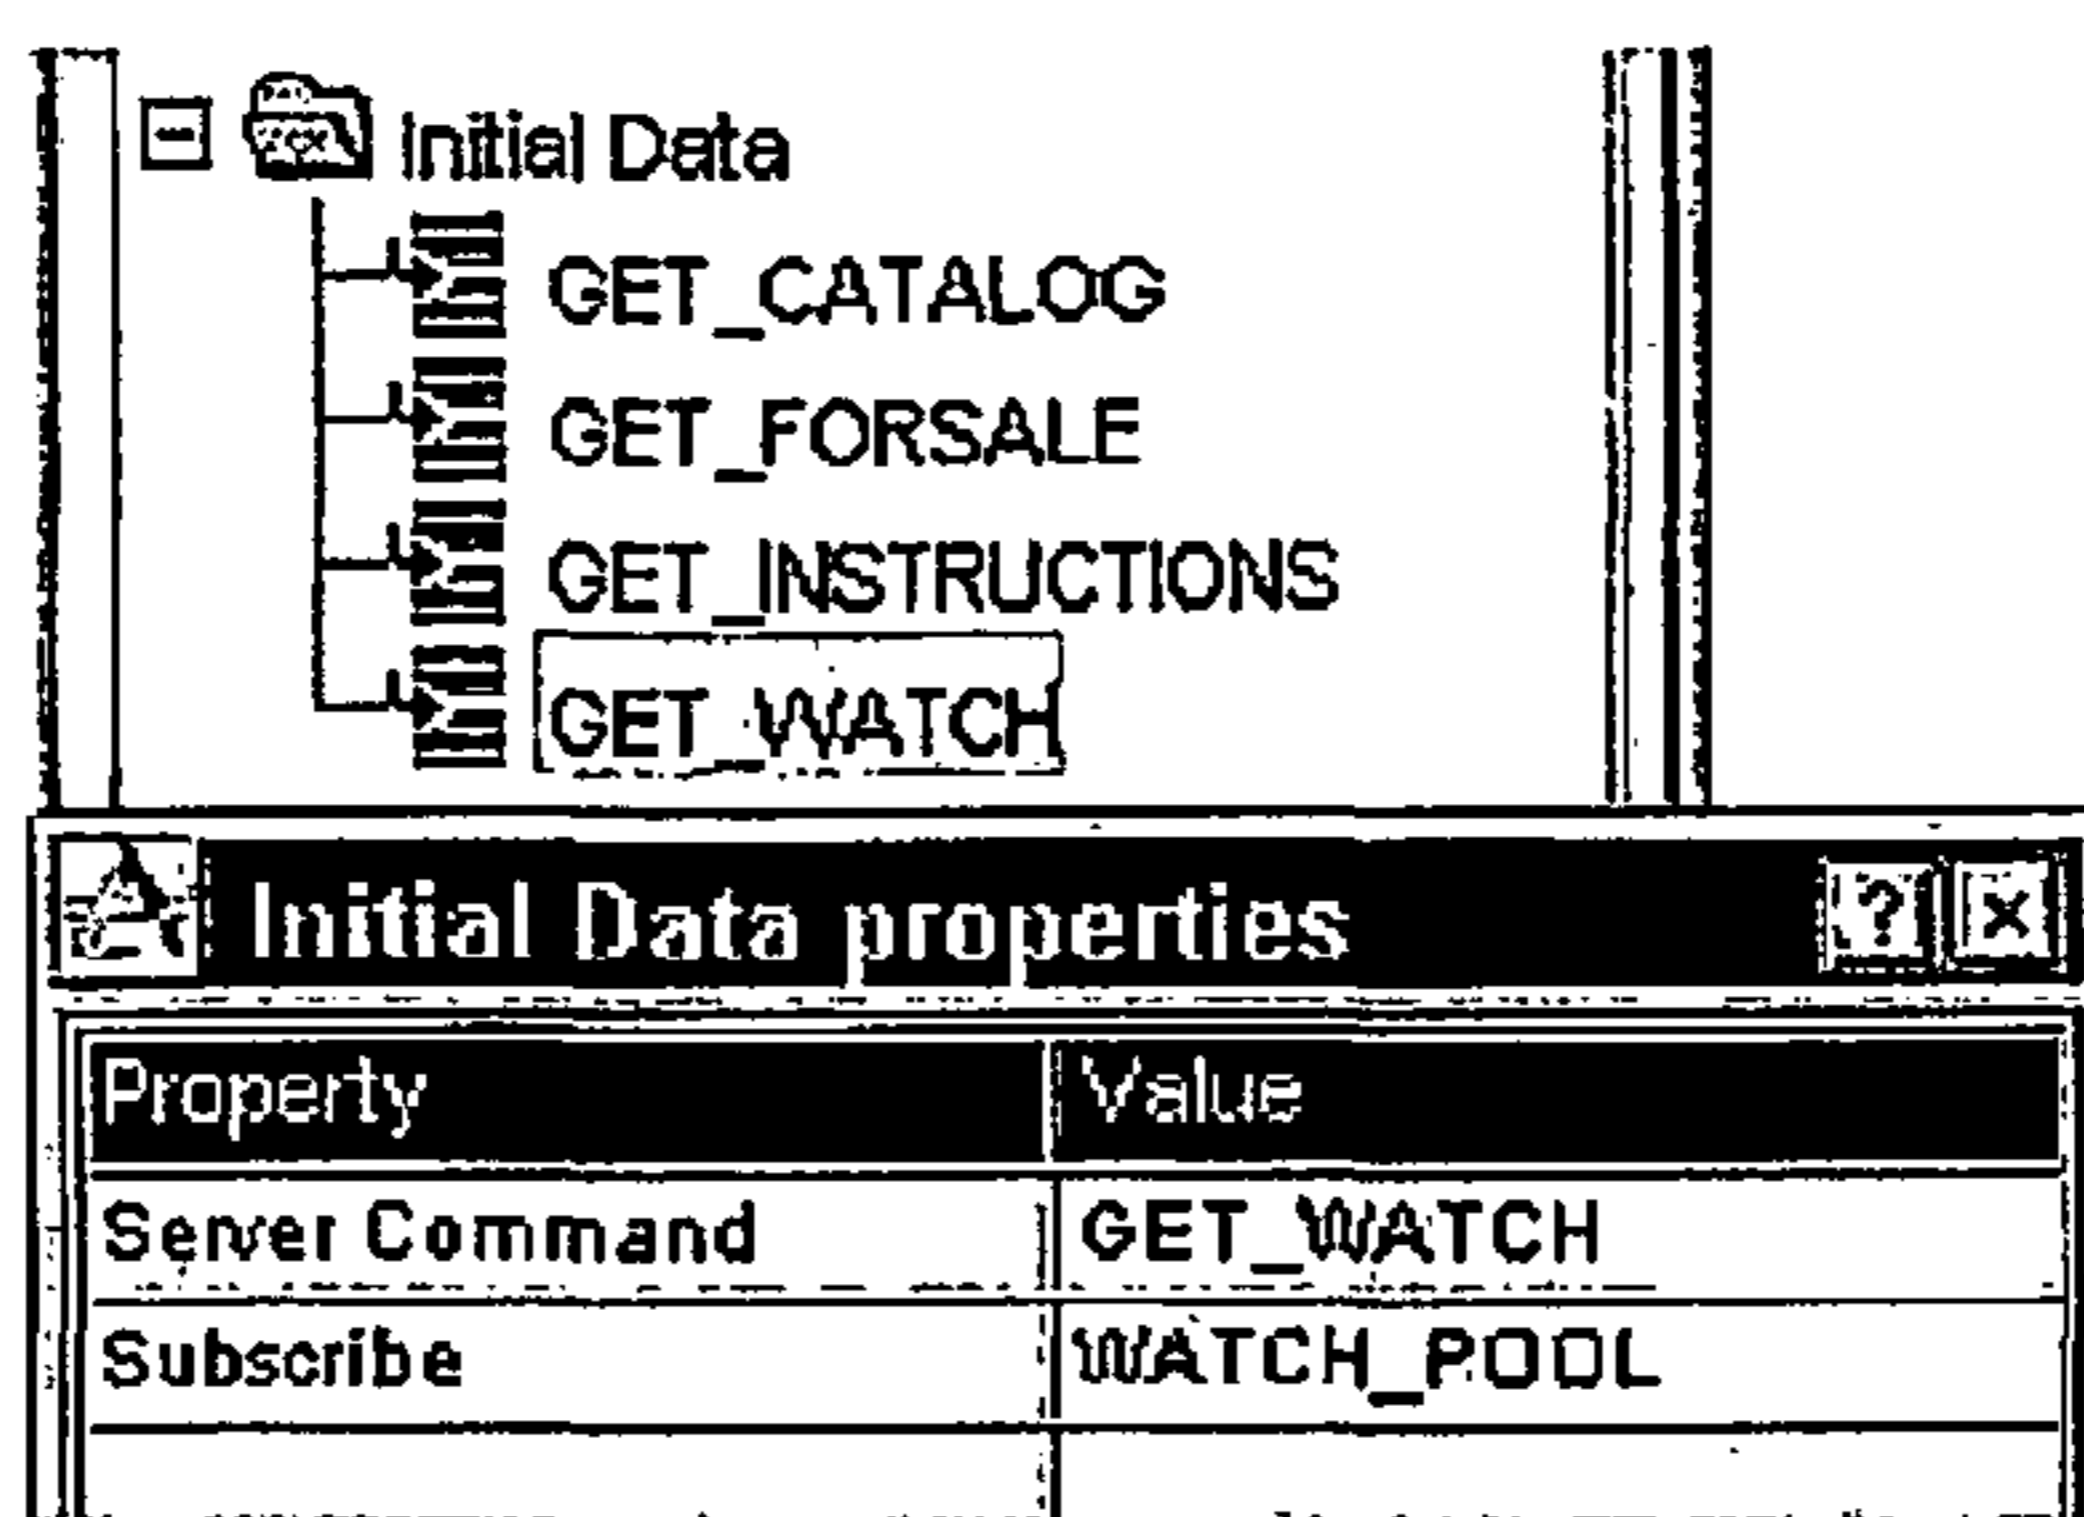 Initial Data
GET_CATALOG
GET_FORSALE
GET_INSTRUCTIONS
GET_WATCH
Initial Data properties ? ×
Property Value
Server Command GET_WATCH
Subscribe WATCH_POOL